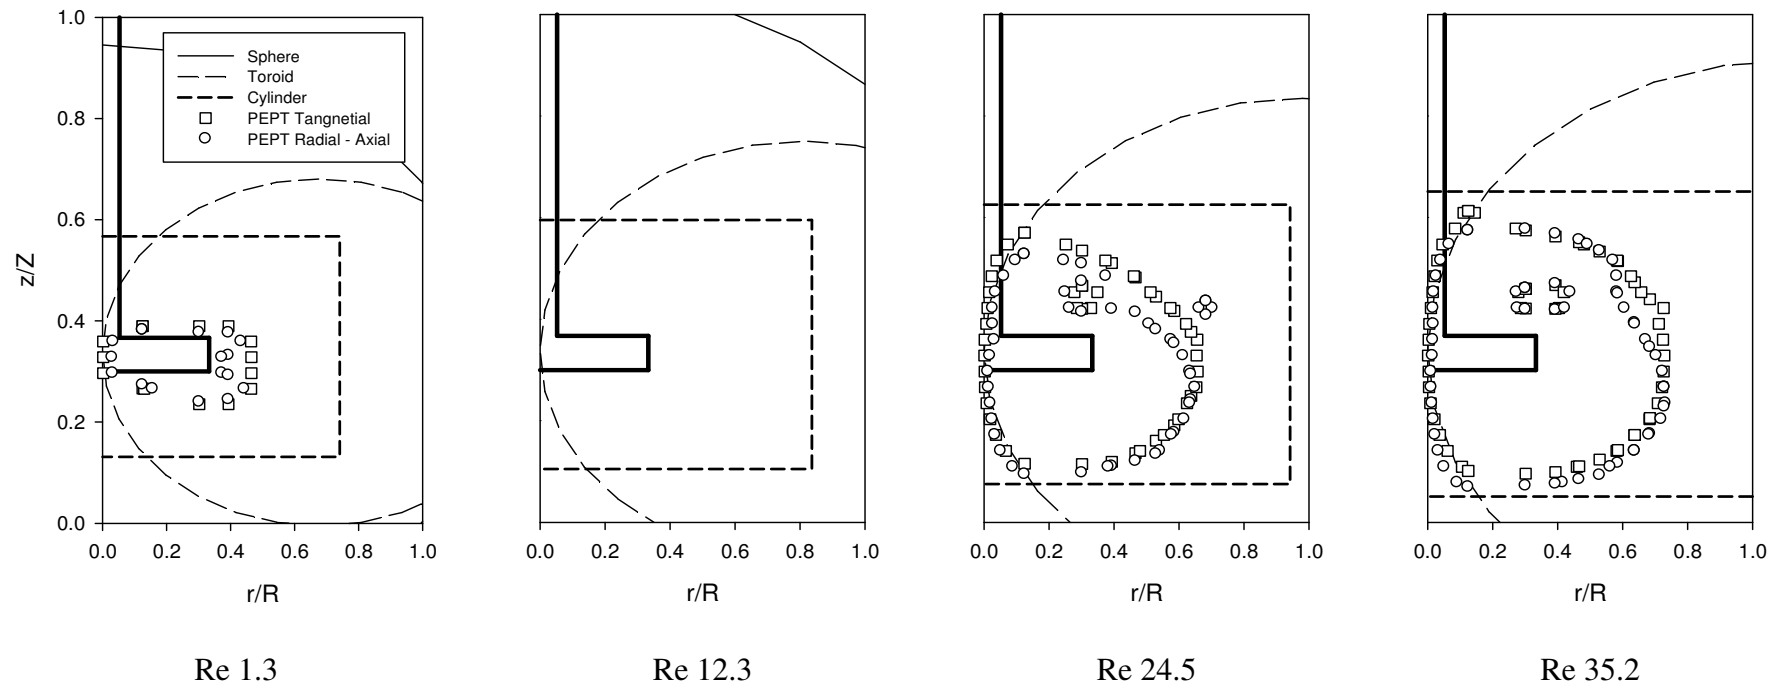 1.0
0.8
0.6
0.4
0.2
0.0
z/Z
Sphere
Toroid
Cylinder
PEPT Tangnetial
PEPT Radial - Axial
0.0 0.2 0.4 0.6 0.8 1.0
0.0 0.2 0.4 0.6 0.8 1.0
0.0 0.2 0.4 0.6 0.8 1.0
0.0 0.2 0.4 0.6 0.8 1.0
r/R
r/R
r/R
r/R
Re 1.3
Re 12.3
Re 24.5
Re 35.2